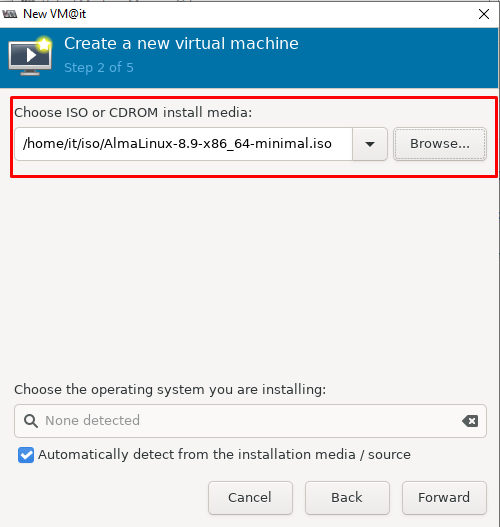 New VM@it
Create a new virtual machine
Step 2 of 5
Choose ISO or CDROM install media:
/home/it/iso/AlmaLinux-8.9-x86_64-minimal.iso
Browse...
Choose the operating system you are installing:
None detected
Automatically detect from the installation media / source
Cancel Back Forward